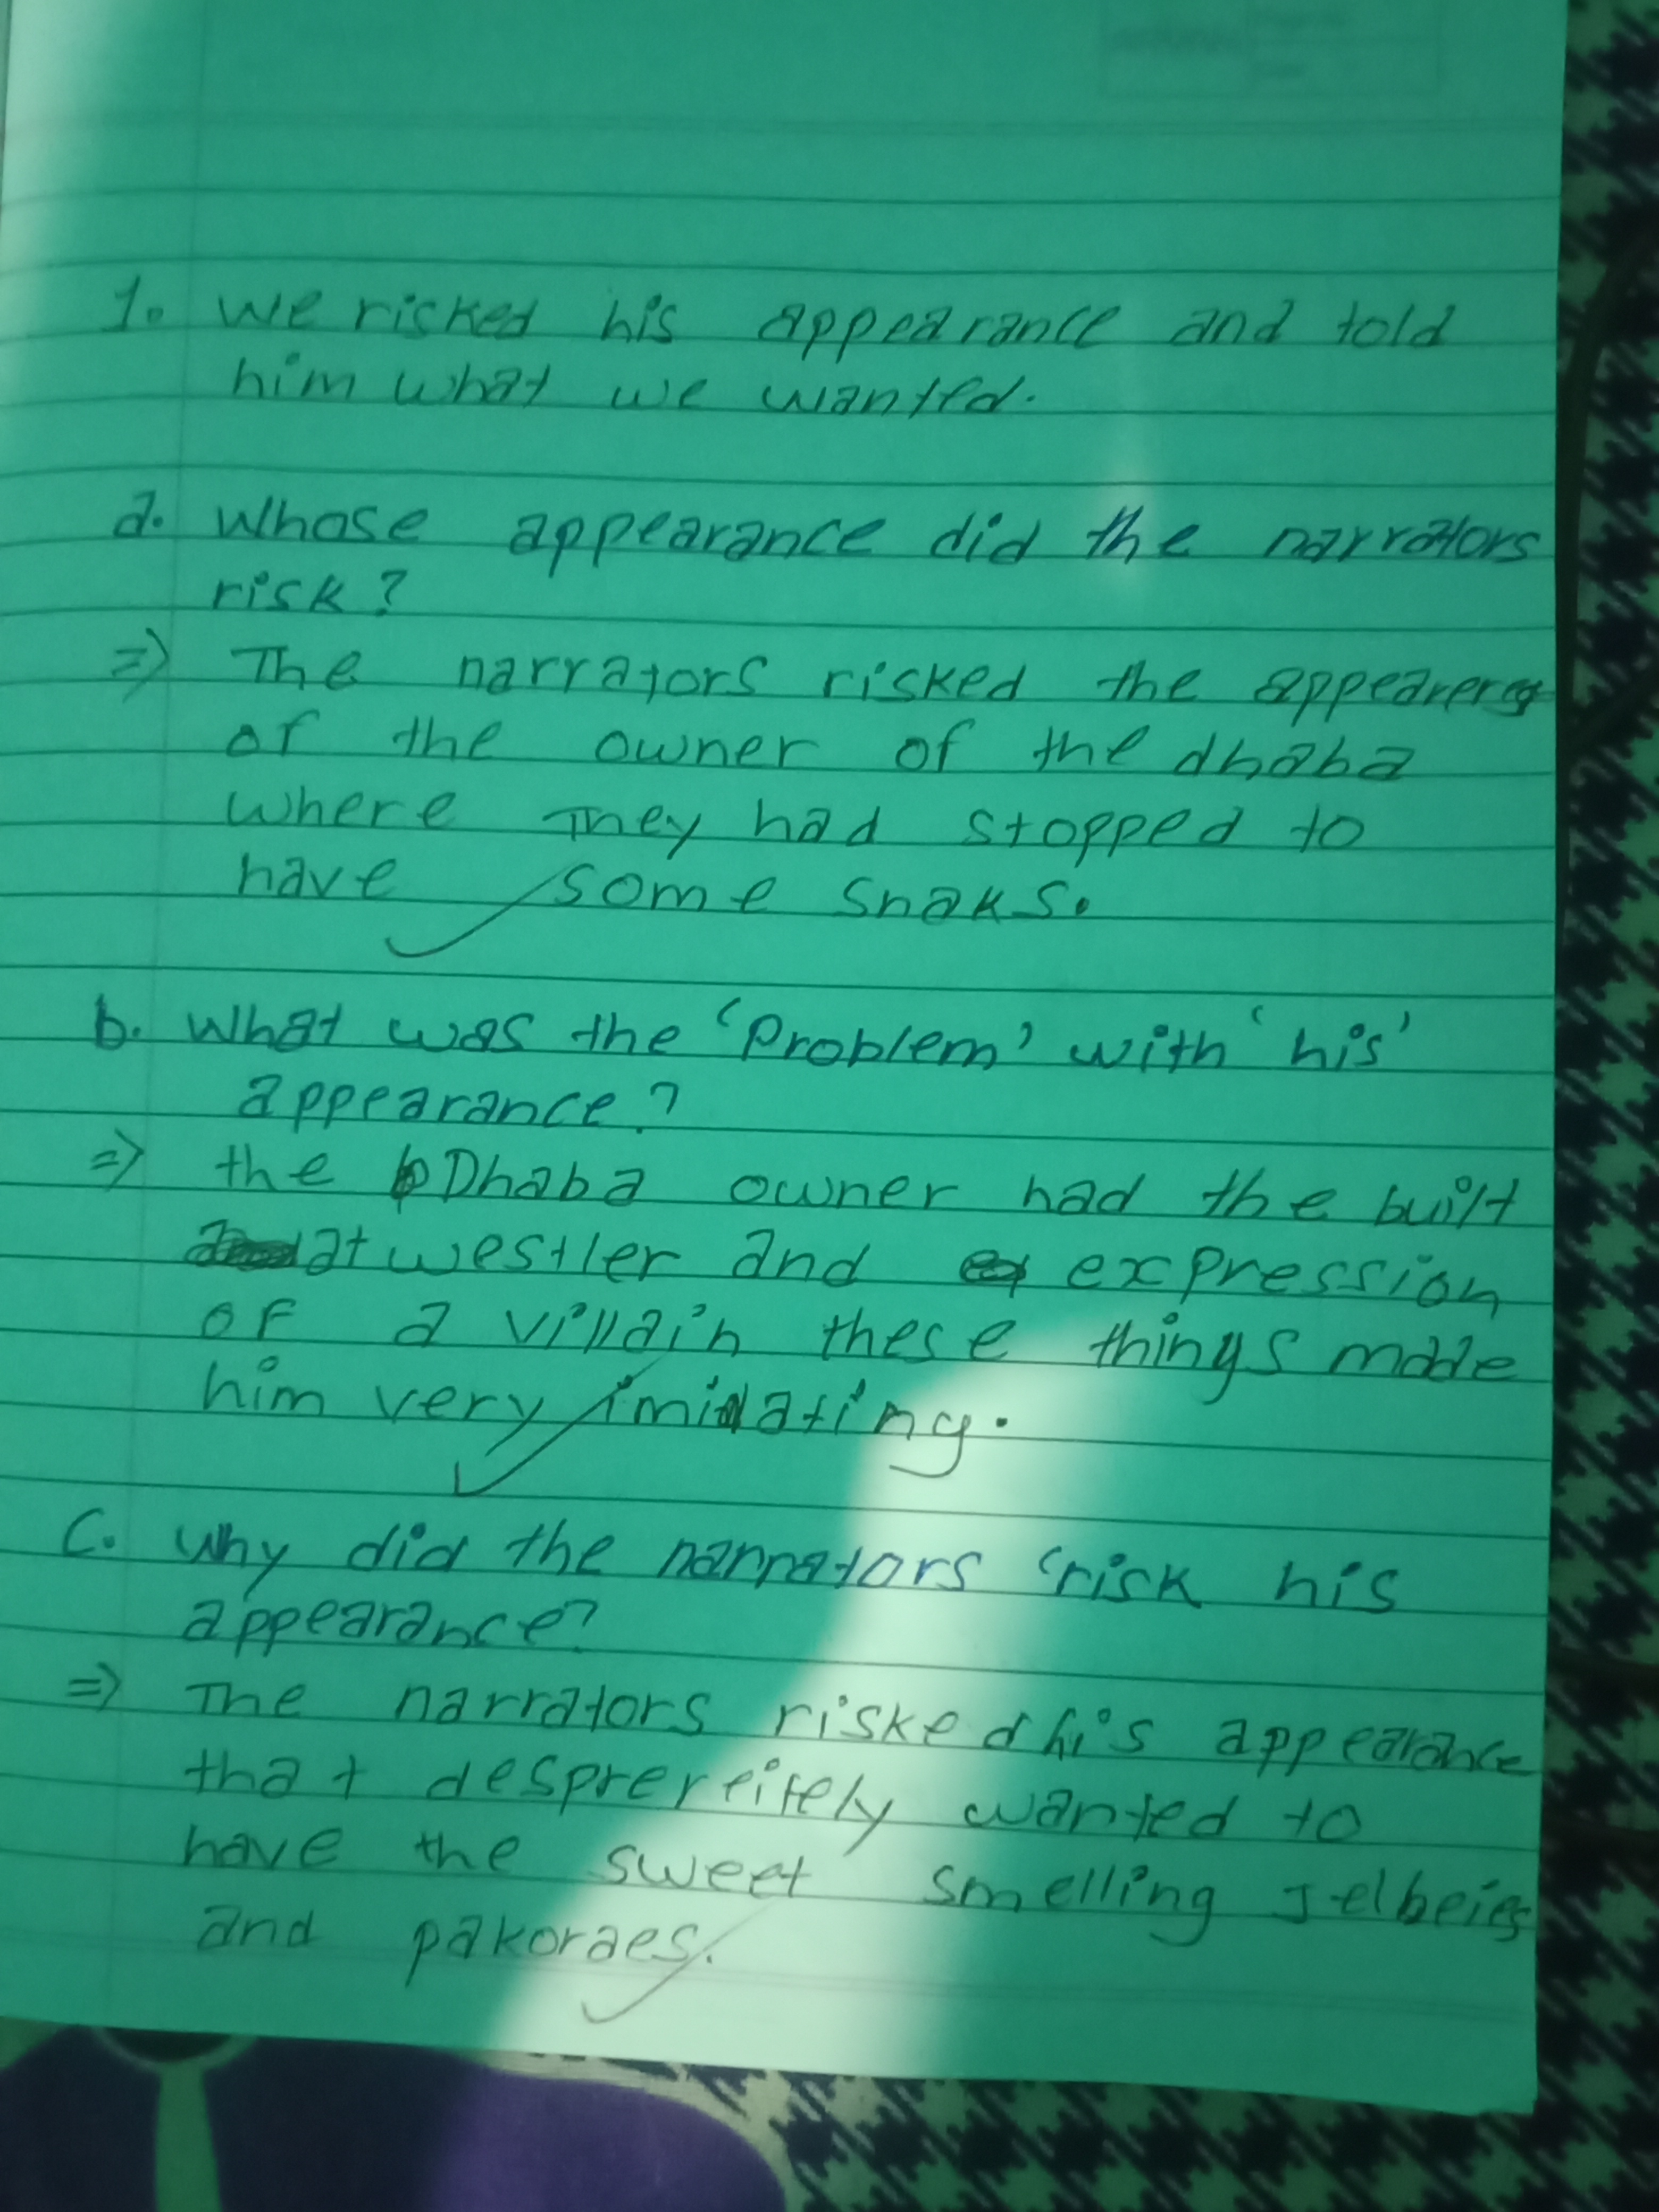 1. We risked his appearance and told
him what we wanted.
a. Whose appearance did the narrators
risk?
⇒ The narrators risked the
of the owner of the dhaba
where They had stopped to
have some snaks.
b. What was the 'Problem' with 'his'
appearance?
⇒ the Dhaba owner had the built
at westler and expression
of a villain these things made
him very
C. Why did the narrators 'risk his
appearance?
⇒ The narrators risked his appearance
that desprereitely wanted to
have the sweet smelling Jelbeies
and pakoraes.